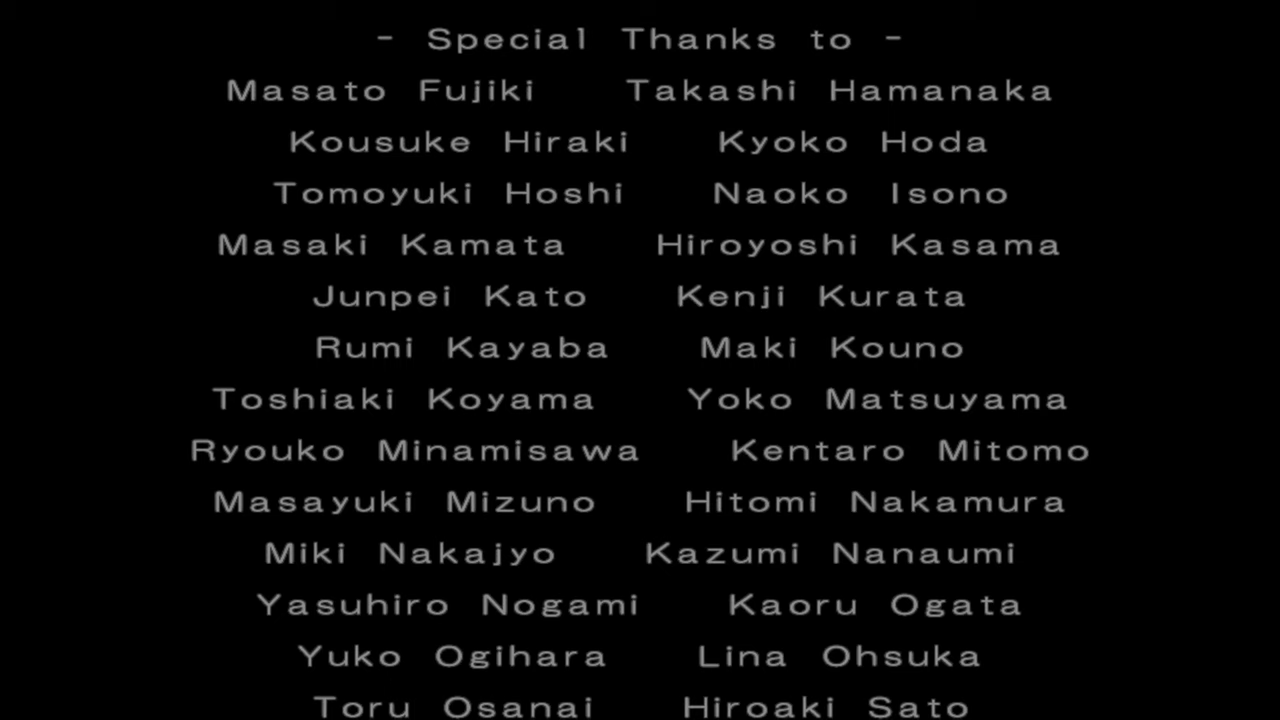 - Special Thanks to -
Masato Fujiki Takashi Hamanaka
Kousuke Hiraki Kyoko Hoda
Tomoyuki Hoshi Naoko Isono
Masaki Kamata Hiroyoshi Kasama
Junpei Kato Kenji Kurata
Rumi Kayaba Maki Kouno
Toshiaki Koyama Yoko Matsuyama
Ryouko Minamisawa Kentaro Mitomo
Masayuki Mizuno Hitomi Nakamura
Miki Nakajyo Kazumi Nanaumi
Yasuhiro Nogami Kaoru Ogata
Yuko Ogihara Lina Ohsuka
Toru Osanai Hiroaki Sato